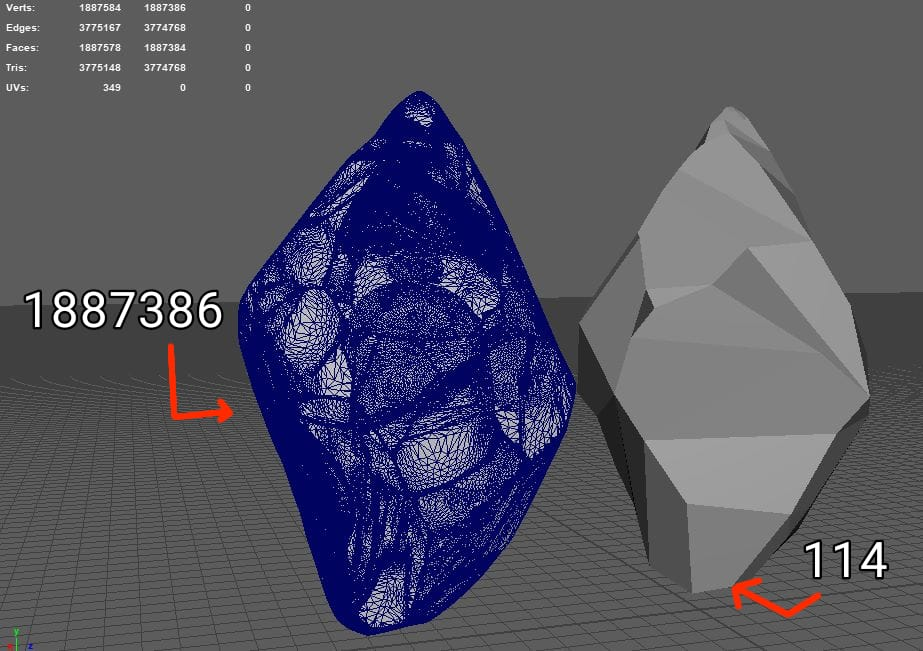 Verts: 1887584 1887386 0
Edges: 3775167 3774768 0
Faces: 1887578 1887384 0
Tris: 3775148 3774768 0
UVs: 349 0 0
1887386
114
y
z